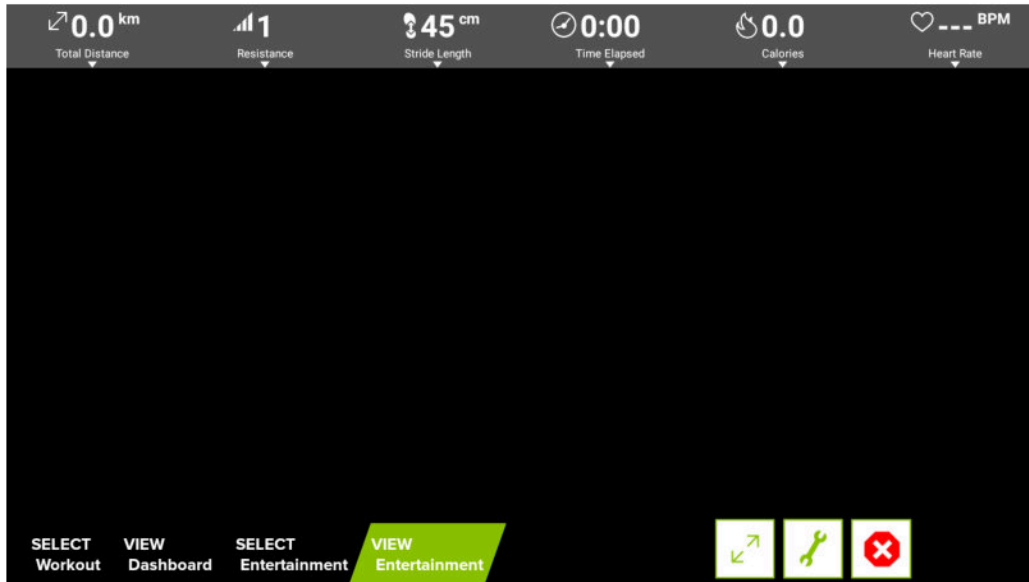 0.0 km
Total Distance
1
Resistance
45 cm
Stride Length
0:00
Time Elapsed
0.0
Calories
--- BPM
Heart Rate
SELECT
Workout
VIEW
Dashboard
SELECT
Entertainment
VIEW
Entertainment